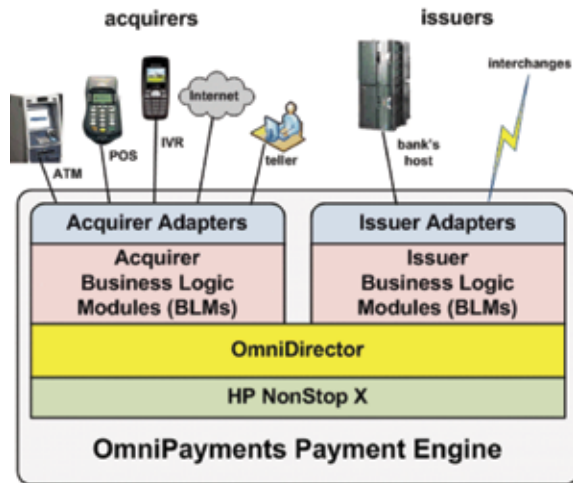 acquirers
issuers
ATM
POS
IVR
Internet
teller
bank's
host
interchanges
Acquirer Adapters
Acquirer
Business Logic
Modules (BLMs)
Issuer Adapters
Issuer
Business Logic
Modules (BLMs)
OmniDirector
HP NonStop X
OmniPayments Payment Engine